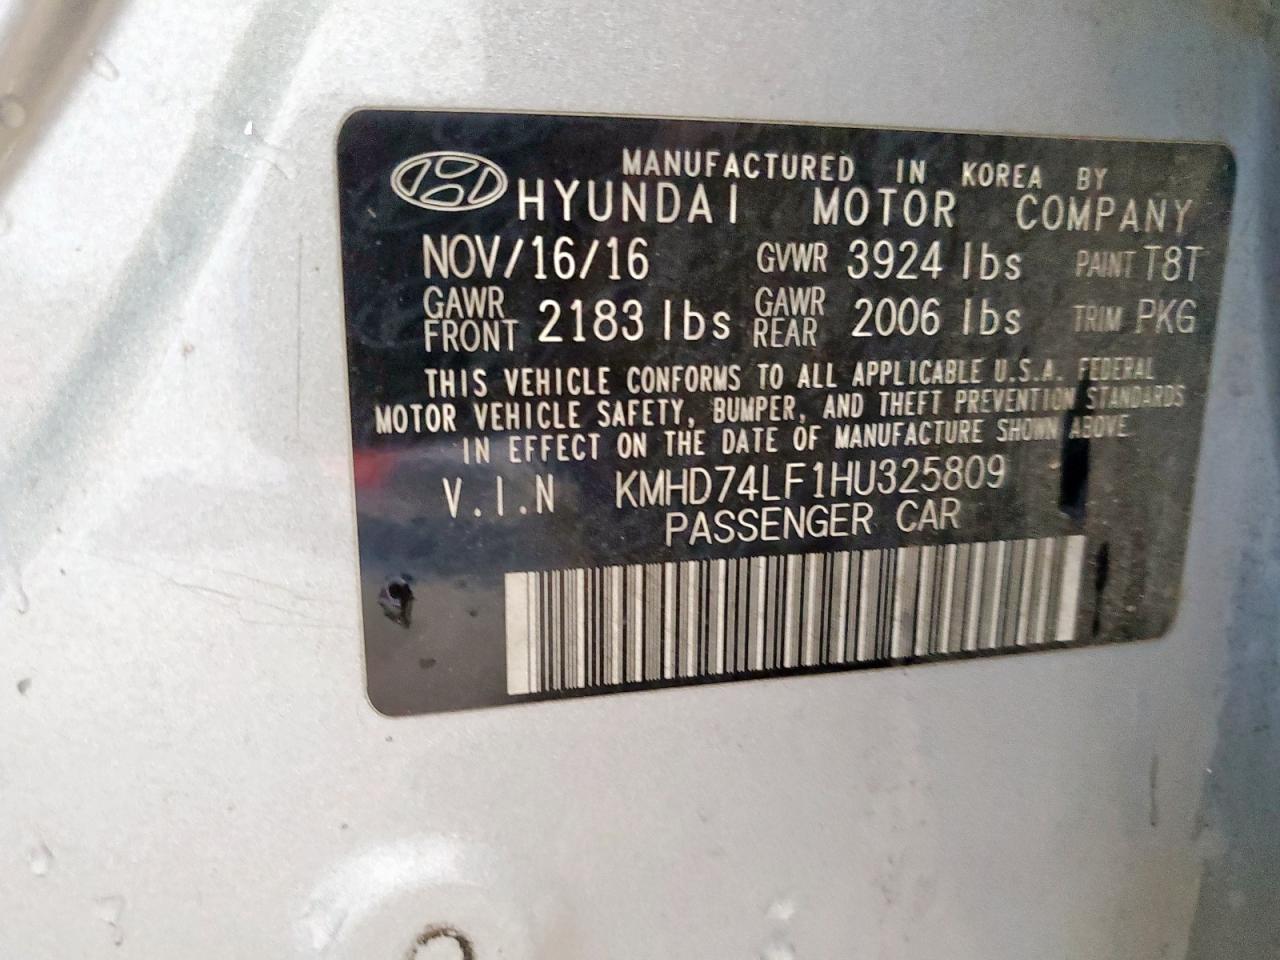 MANUFACTURED IN KOREA BY
HYUNDAI MOTOR COMPANY
NOV/16/16 GVWR 3924 lbs PAINT T8T
GAWR FRONT 2183 lbs GAWR REAR 2006 lbs TRIM PKG
THIS VEHICLE CONFORMS TO ALL APPLICABLE U.S.A. FEDERAL
MOTOR VEHICLE SAFETY, BUMPER, AND THEFT PREVENTION STANDARDS
IN EFFECT ON THE DATE OF MANUFACTURE SHOWN ABOVE.
V.I.N KMHD74LF1HU325809
PASSENGER CAR